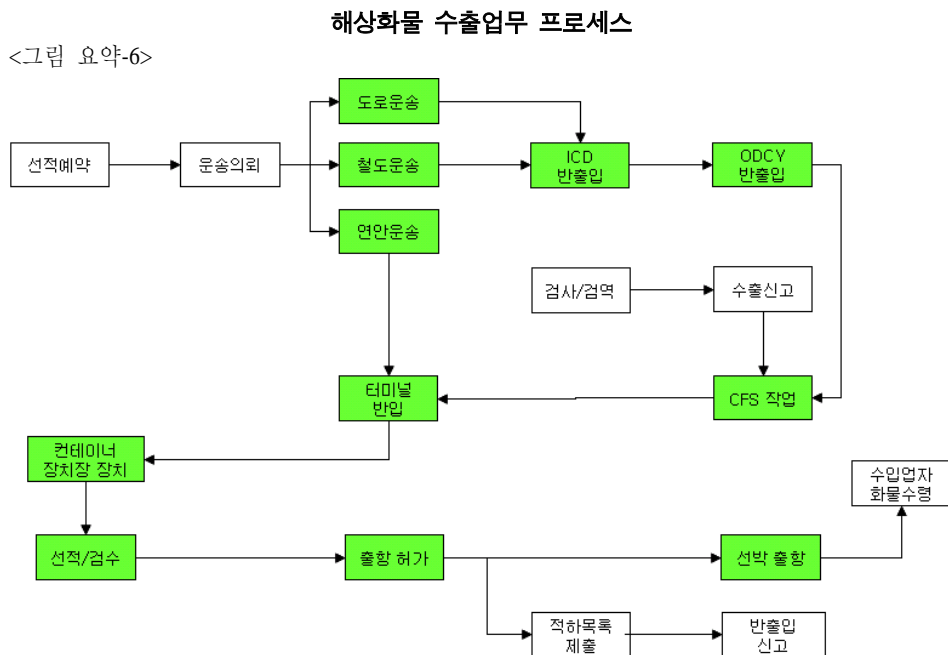 해상화물 수출업무 프로세스
<그림 요약-6>
도로운송
선적예약
운송의뢰
철도운송
ICD
반출입
ODCY
반출입
연안운송
검사/검역
수출신고
터미널
반입
CFS 작업
컨테이너
장치장 장치
수입업자
화물수령
선적/검수
출항 허가
선박 출항
적하목록
제출
반출입
신고